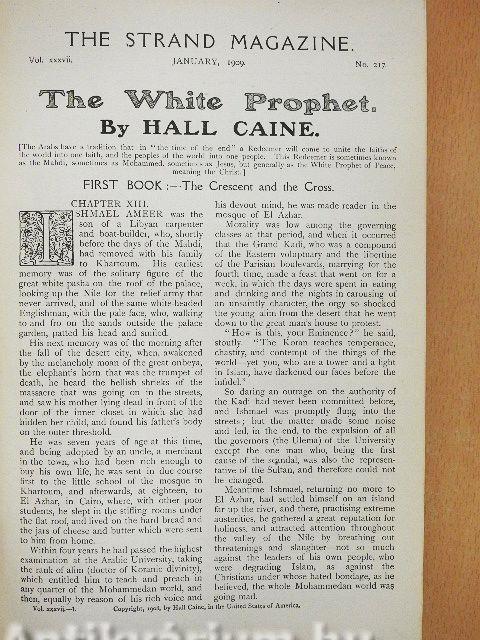 THE STRAND MAGAZINE.
Vol. xxxvii. JANUARY, 1909. No. 217.
The White Prophet.
By HALL CAINE.
[The Arabs have a tradition that in "the time of the end" a Redeemer will come to unite the faiths of
the world into one faith, and the peoples of the world into one people. This Redeemer is sometimes known
as the Mahdi, sometimes as Mohammed, sometimes as Jesus, but generally as the White Prophet of Peace,
meaning the Christ.]
FIRST BOOK :—The Crescent and the Cross.
CHAPTER XIII.
ISHMAEL AMEER was the
son of a Libyan carpenter
and boat-builder, who, shortly
before the days of the Mahdi,
had removed with his family
to Khartoum. His earliest
memory was of the solitary figure of the
great white pasha on the roof of the palace,
looking up the Nile for the relief army that
never arrived, and of the same white-headed
Englishman, with the pale face, who, walking
to and fro on the sands outside the palace
garden, patted his head and smiled.
His next memory was of the morning after
the fall of the desert city, when, awakened
by the melancholy moan of the great onbeya,
the elephant's horn that was the trumpet of
death, he heard the hellish shrieks of the
massacre that was going on in the streets,
and saw his mother lying dead in front of the
door of the inner closet in which she had
hidden her child, and found his father's body
on the outer threshold.
He was seven years of age at this time,
and being adopted by an uncle, a merchant
in the town, who had been rich enough to
buy his own life, he was sent in due course
first to the little school of the mosque in
Khartoum, and afterwards, at eighteen, to
El Azhar, in Cairo, where, with other poor
students, he slept in the stifling rooms under
the flat roof, and lived on the hard bread and
the jars of cheese and butter which were sent
to him from home.
Within four years he had passed the highest
examination at the Arabic University, taking
the rank of alim (doctor of Koranic divinity),
which entitled him to teach and preach in
any quarter of the Mohammedan world, and
then, equally by reason of his rich voice and
his devout mind, he was made reader in the
mosque of El Azhar.
Morality was low among the governing
classes at that period, and when it occurred
that the Grand Kadi, who was a compound
of the Eastern voluptuary and the libertine
of the Parisian boulevards, marrying for the
fourth time, made a feast that went on for a
week, in which the days were spent in eating
and drinking and the nights in carousing of
an unsaintly character, the orgy so shocked
the young alim from the desert that he went
down to the great man's house to protest.
"How is this, your Eminence?" he said,
stoutly. "The Koran teaches temperance,
chastity, and contempt of the things of the
world—yet you, who are a tower and a light
in Islam, have darkened our faces before the
infidel."
So daring an outrage on the authority of
the Kadi had never been committed before,
and Ishmael was promptly flung into the
streets; but the matter made some noise
and led, in the end, to the expulsion of all
the governors (the Ulema) of the University
except the one man who, being the first
cause of the scandal, was also the represen-
tative of the Sultan, and therefore could not
be changed.
Meantime Ishmael, returning no more to
El Azhar, had settled himself on an island
far up the river, and there, practising extreme
austerities, he gathered a great reputation for
holiness, and attracted attention throughout
the valley of the Nile by breathing out
threatenings and slaughter not so much
against the leaders of his own people, who
were degrading Islam, as against the
Christians under whose hated bondage, as he
believed, the whole Mohammedan world was
going mad.
Vol. xxxvii.—1. Copyright, 1908, by Hall Caine, in the United States of America.